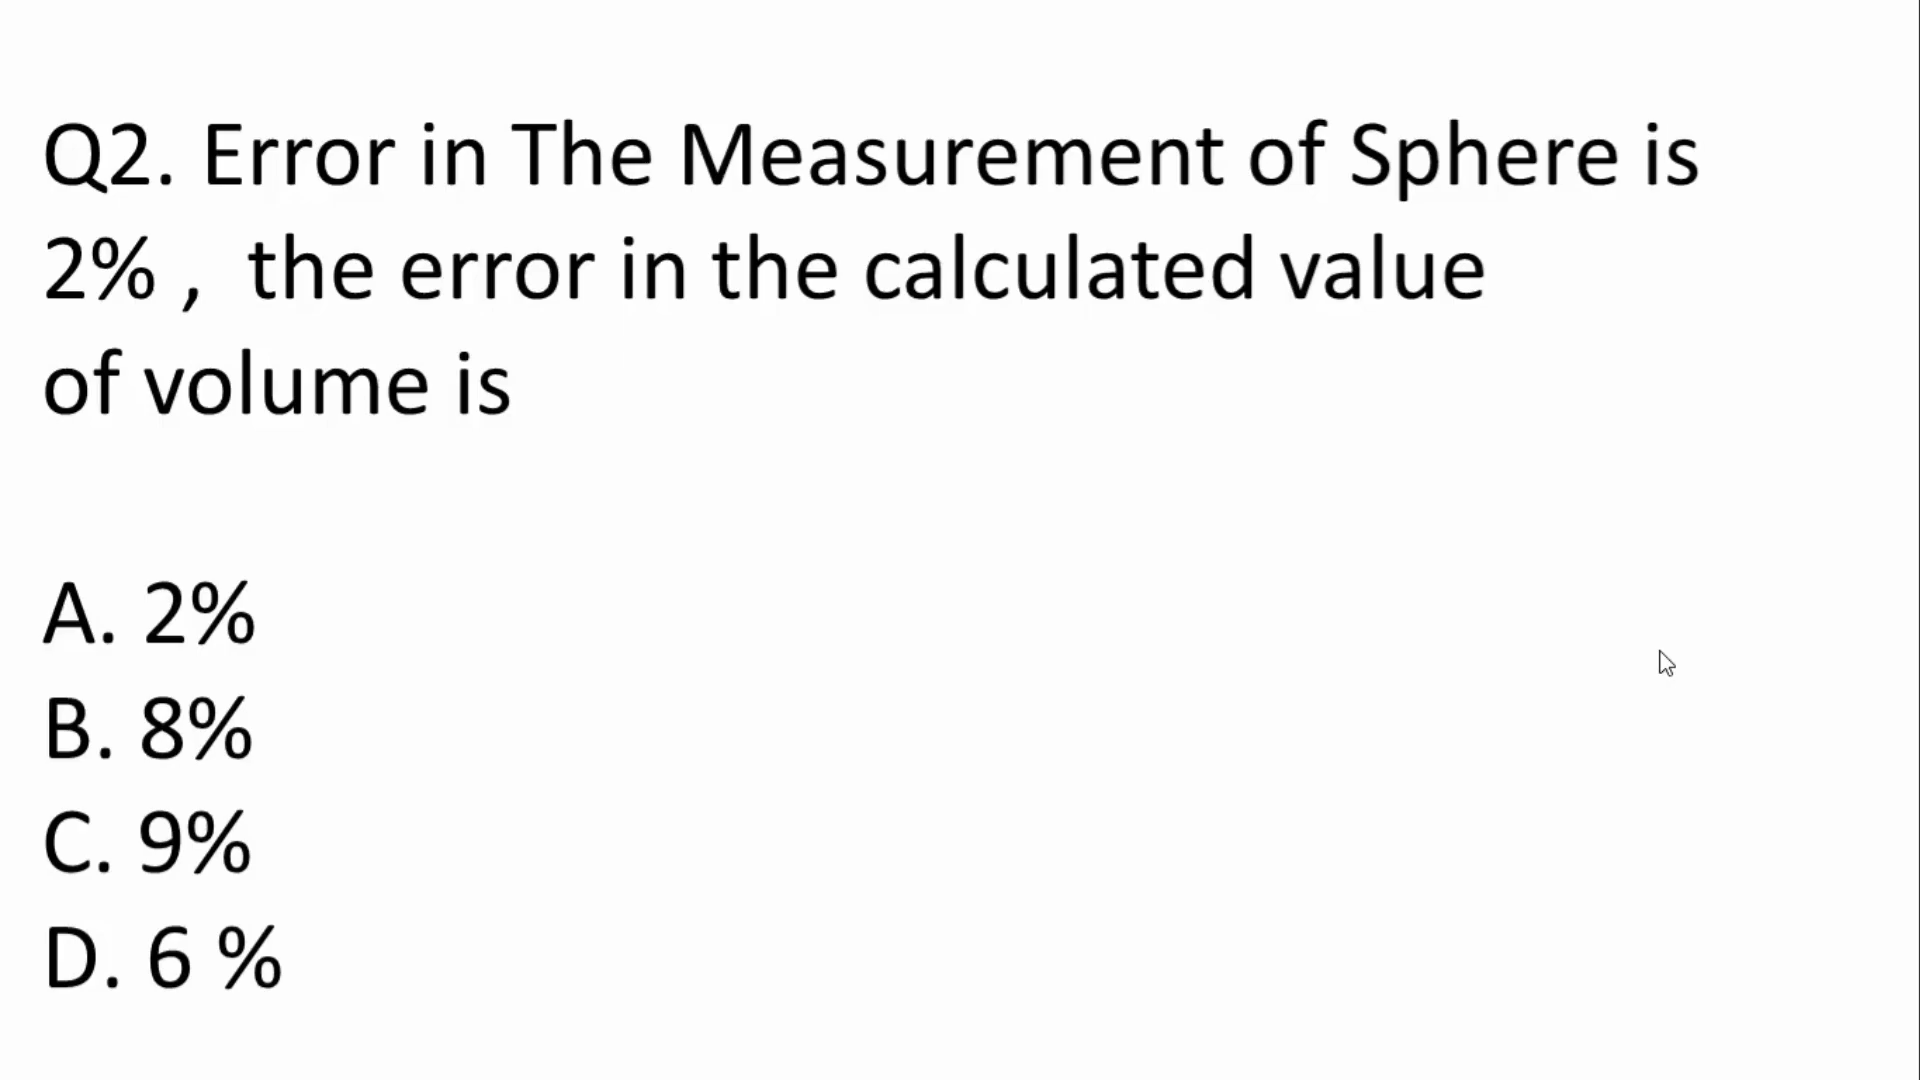 Q2. Error in The Measurement of Sphere is
2% ,  the error in the calculated value
of volume is
A. 2%
B. 8%
C. 9%
D. 6 %